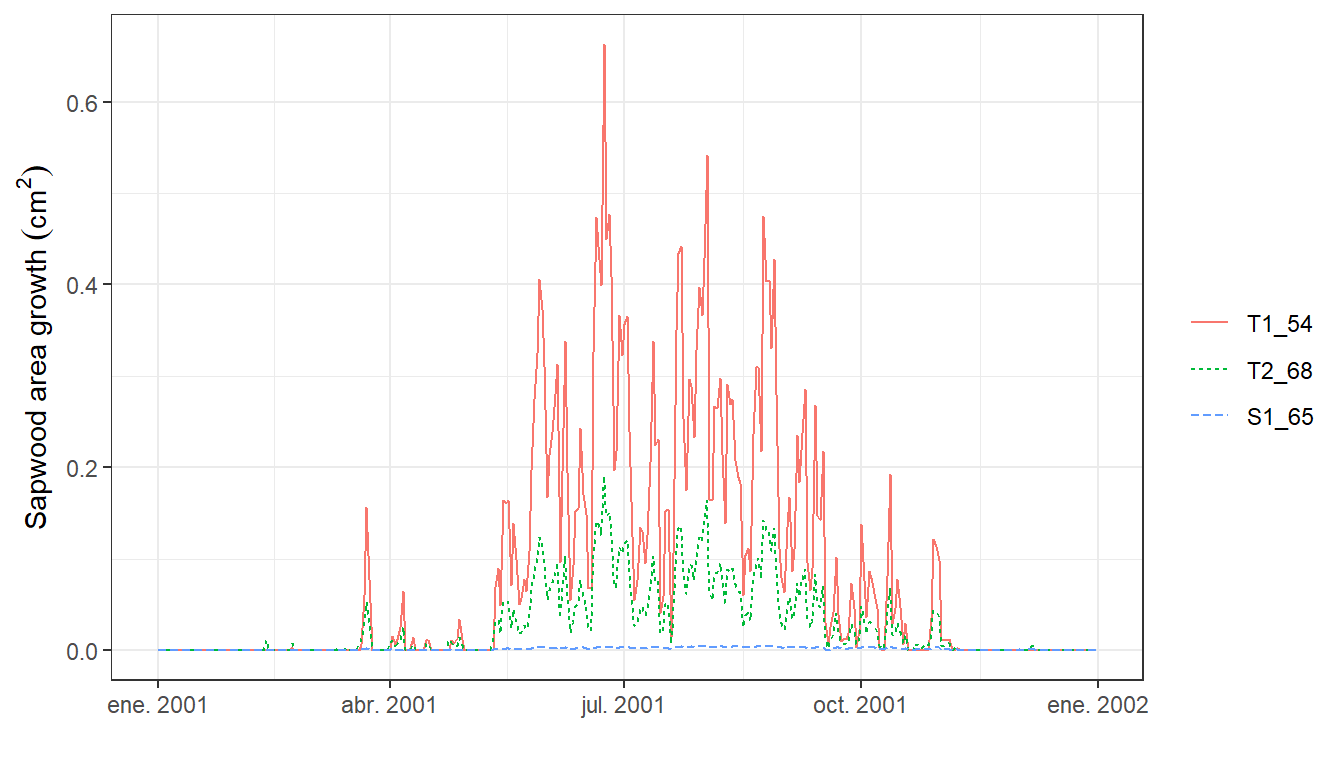 Sapwood area growth (cm²)
0.6
0.4
0.2
0.0
ene. 2001
abr. 2001
jul. 2001
oct. 2001
ene. 2002
T1_54
T2_68
S1_65